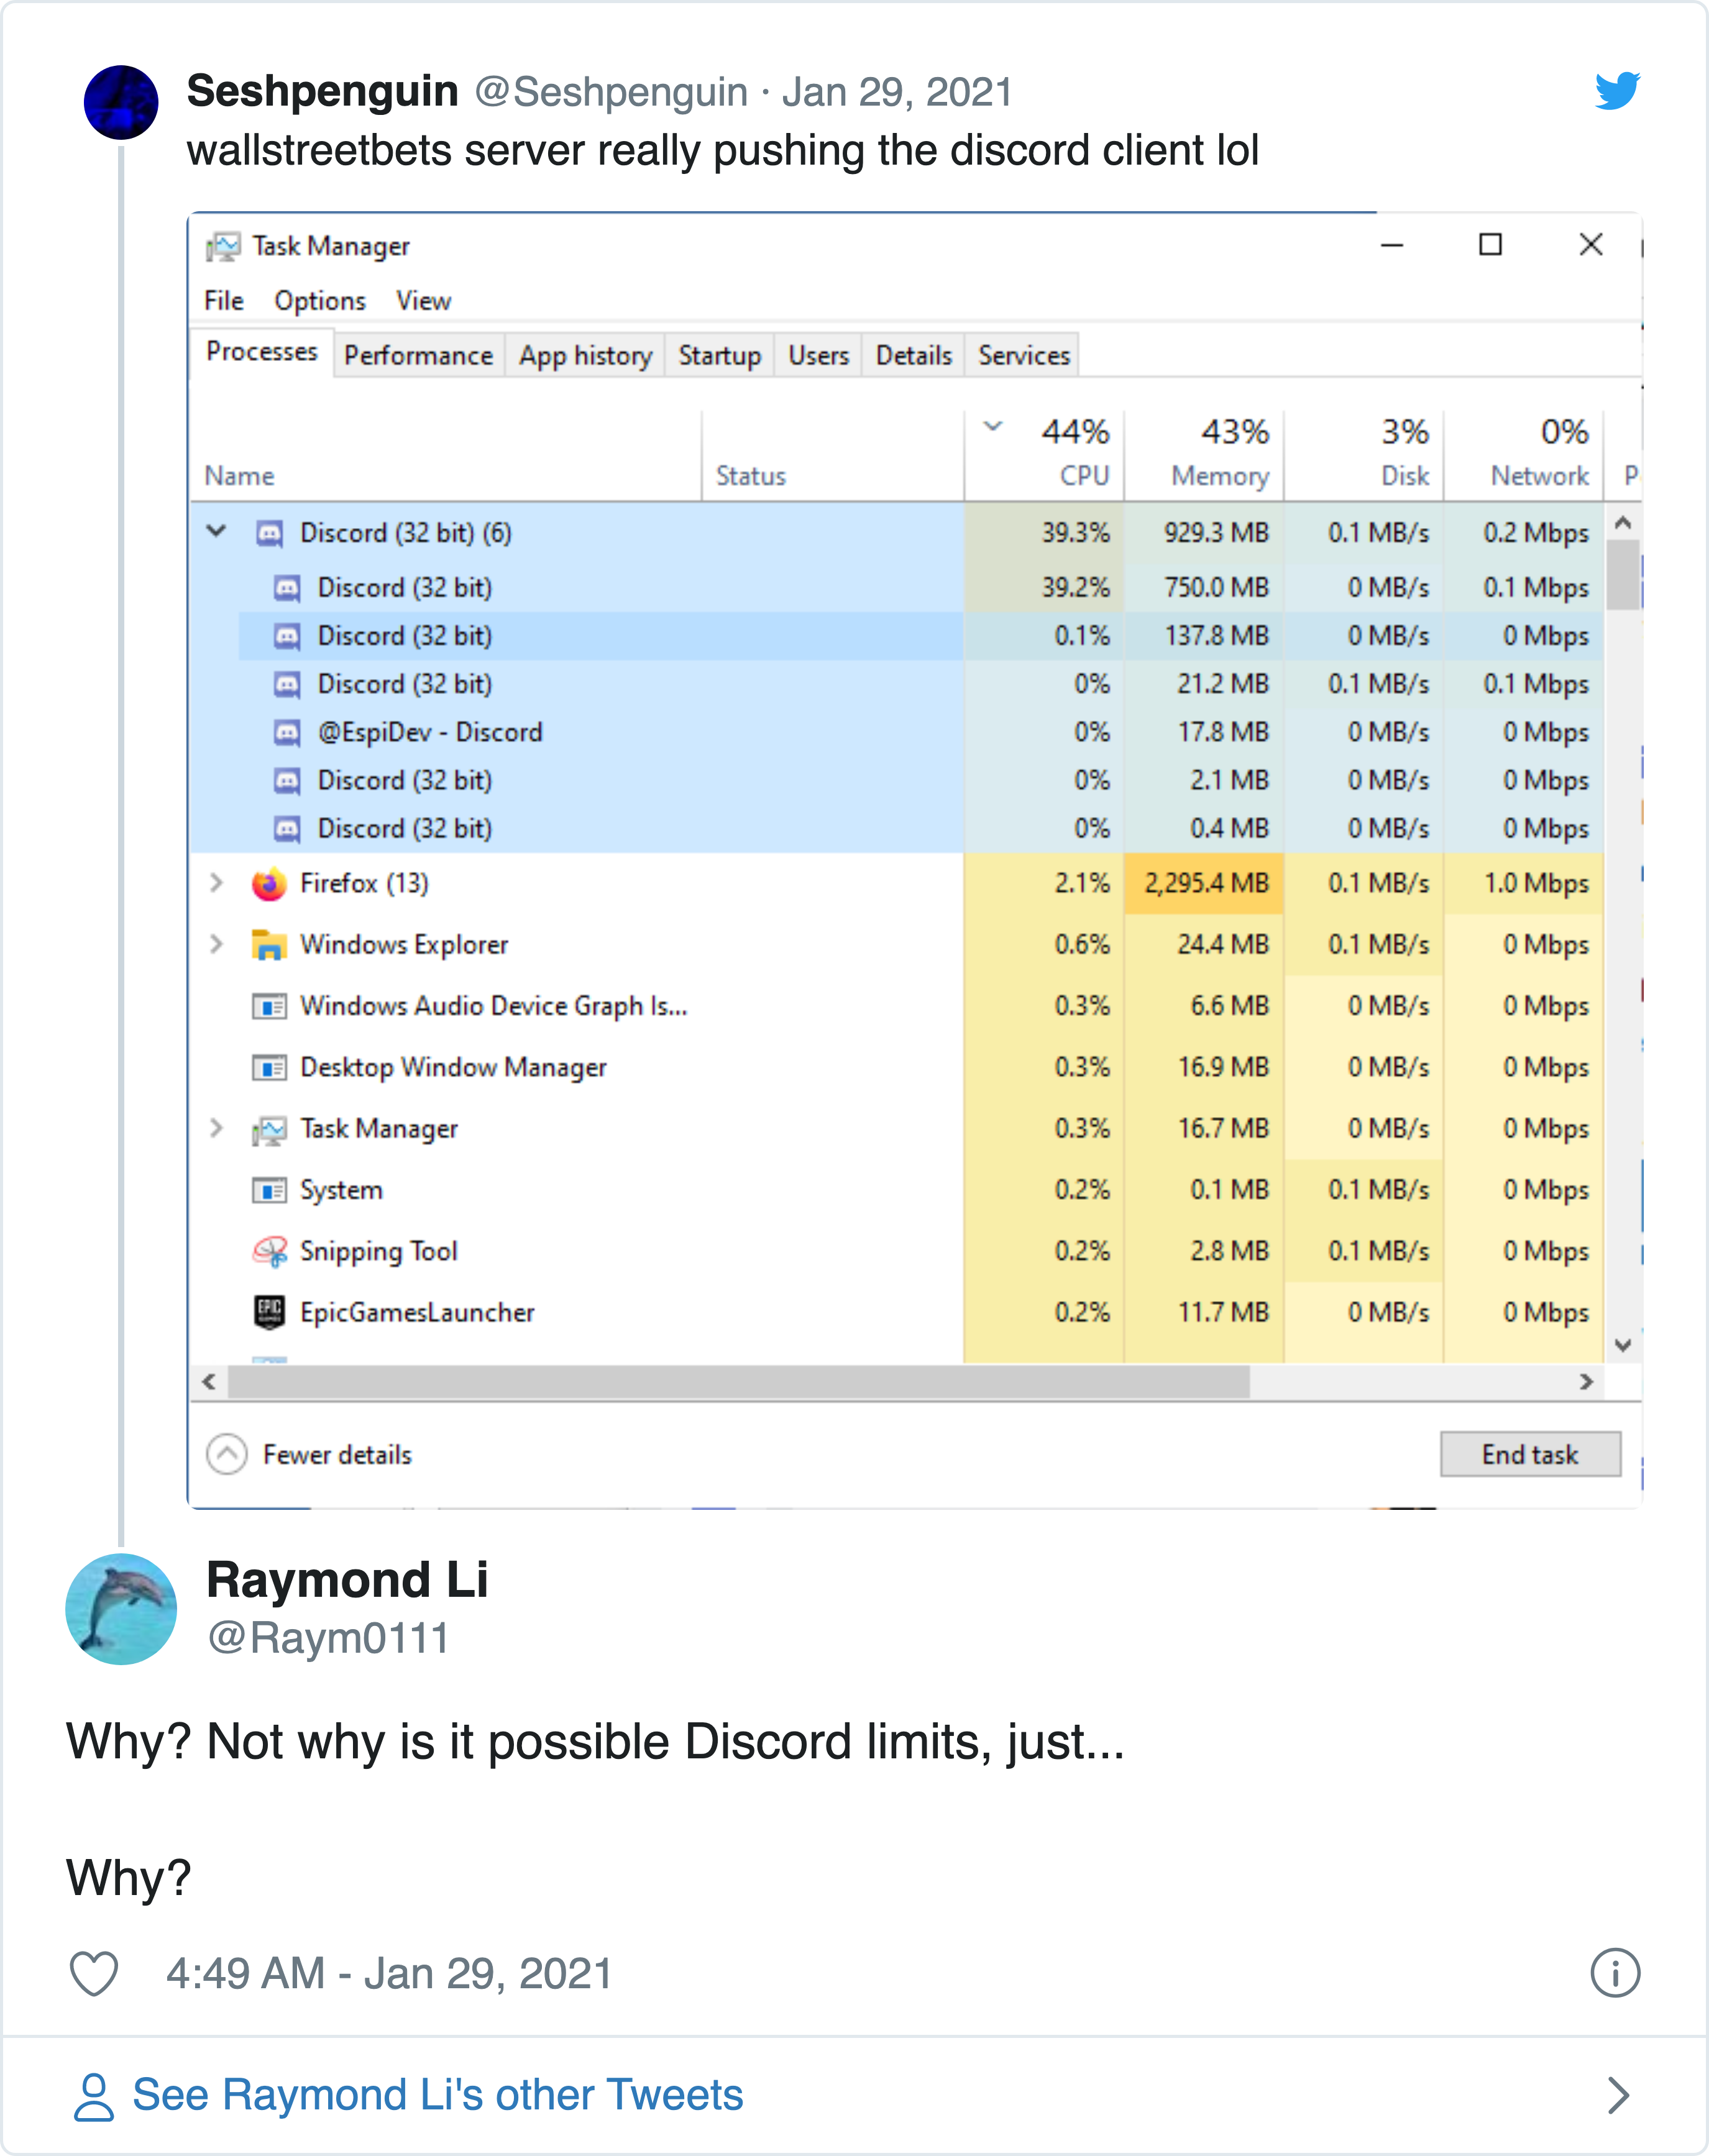 Seshpenguin @Seshpenguin · Jan 29, 2021
wallstreetbets server really pushing the discord client lol
Task Manager
File Options View
Processes Performance App history Startup Users Details Services
44% 43% 3% 0%
Name Status CPU Memory Disk Network
Discord (32 bit) (6) 39.3% 929.3 MB 0.1 MB/s 0.2 Mbps
Discord (32 bit) 39.2% 750.0 MB 0 MB/s 0.1 Mbps
Discord (32 bit) 0.1% 137.8 MB 0 MB/s 0 Mbps
Discord (32 bit) 0% 21.2 MB 0.1 MB/s 0.1 Mbps
@EspiDev - Discord 0% 17.8 MB 0 MB/s 0 Mbps
Discord (32 bit) 0% 2.1 MB 0 MB/s 0 Mbps
Discord (32 bit) 0% 0.4 MB 0 MB/s 0 Mbps
Firefox (13) 2.1% 2,295.4 MB 0.1 MB/s 1.0 Mbps
Windows Explorer 0.6% 24.4 MB 0.1 MB/s 0 Mbps
Windows Audio Device Graph Is... 0.3% 6.6 MB 0 MB/s 0 Mbps
Desktop Window Manager 0.3% 16.9 MB 0 MB/s 0 Mbps
Task Manager 0.3% 16.7 MB 0 MB/s 0 Mbps
System 0.2% 0.1 MB 0.1 MB/s 0 Mbps
Snipping Tool 0.2% 2.8 MB 0.1 MB/s 0 Mbps
EPIC GAMES EpicGamesLauncher 0.2% 11.7 MB 0 MB/s 0 Mbps
Fewer details End task
Raymond Li
@Raym0111
Why? Not why is it possible Discord limits, just...
Why?
4:49 AM - Jan 29, 2021
See Raymond Li's other Tweets